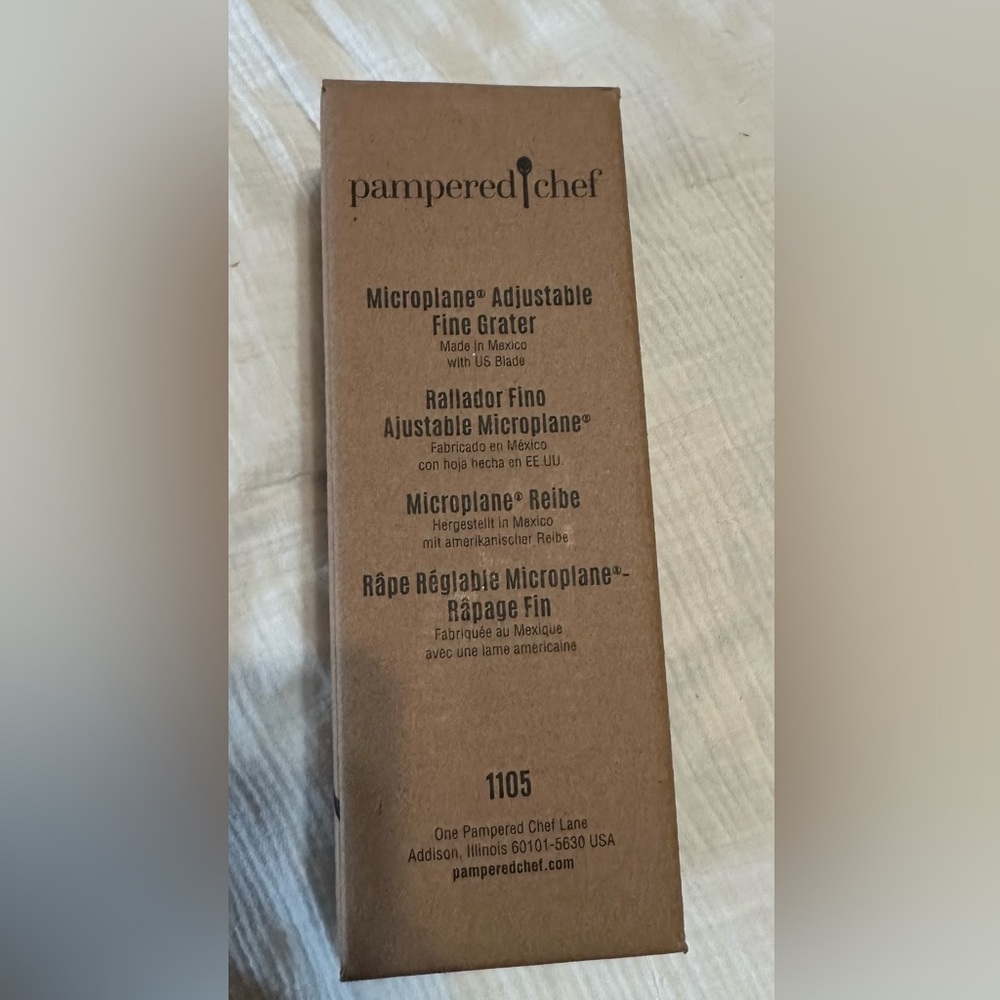 pampered chef
Microplane® Adjustable
Fine Grater
Made in Mexico
with US Blade
Rallador Fino
Ajustable Microplane®
Fabricado en México
con hoja hecha en EE.UU.
Microplane® Reibe
Hergestellt in Mexico
mit amerikanischer Reibe
Râpe Réglable Microplane®-
Râpage Fin
Fabriquée au Mexique
avec une lame américaine
1105
One Pampered Chef Lane
Addison, Illinois 60101-5630 USA
pamperedchef.com